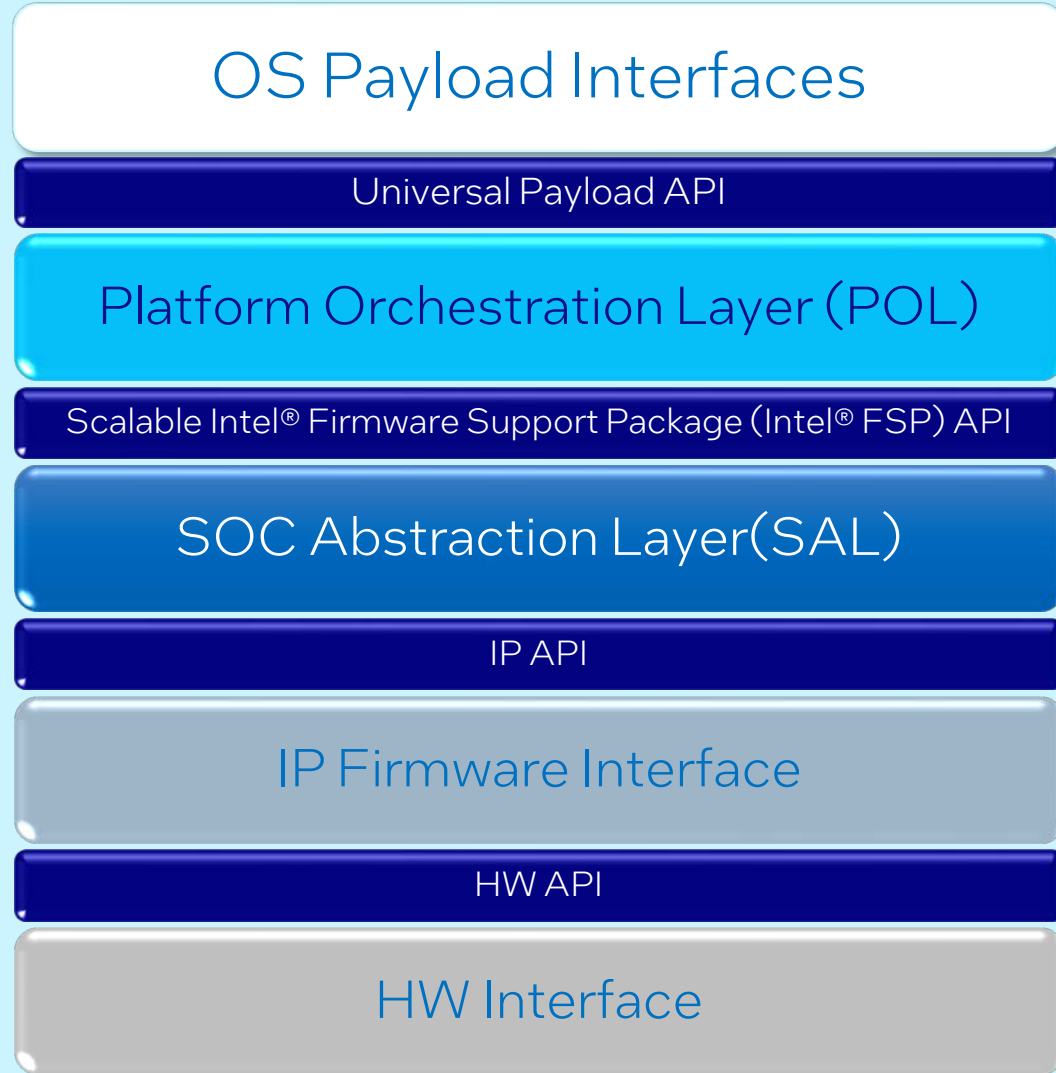 OS Payload Interfaces
Universal Payload API
Platform Orchestration Layer (POL)
Scalable Intel® Firmware Support Package (Intel® FSP) API
SOC Abstraction Layer(SAL)
IP API
IP Firmware Interface
HW API
HW Interface